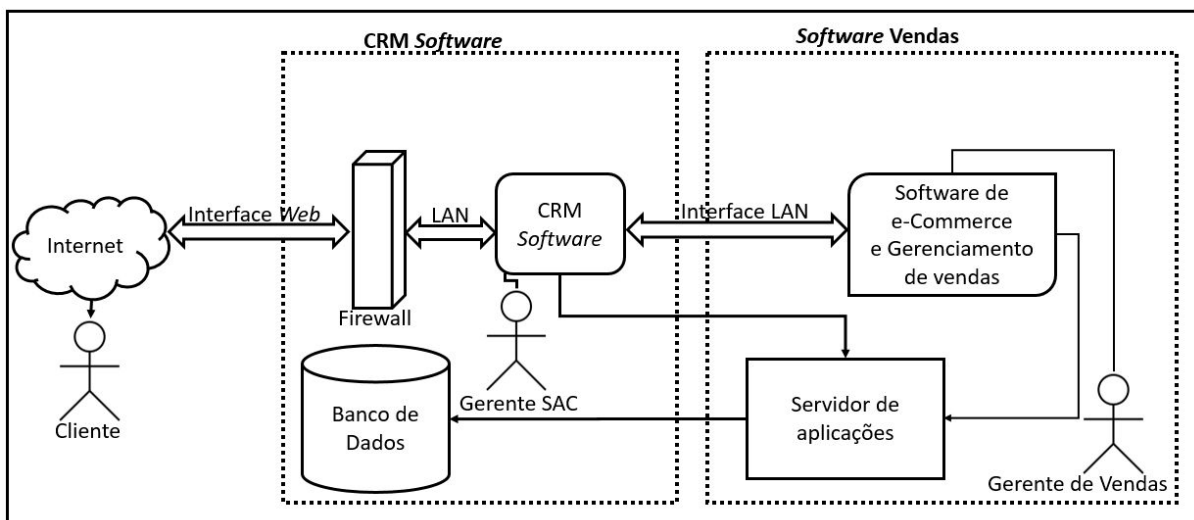 CRM Software
Software Vendas
Internet
Interface Web
LAN
CRM
Software
Interface LAN
Software de
e-Commerce
e Gerenciamento
de vendas
Firewall
Cliente
Banco de
Dados
Gerente SAC
Servidor de
aplicações
Gerente de Vendas